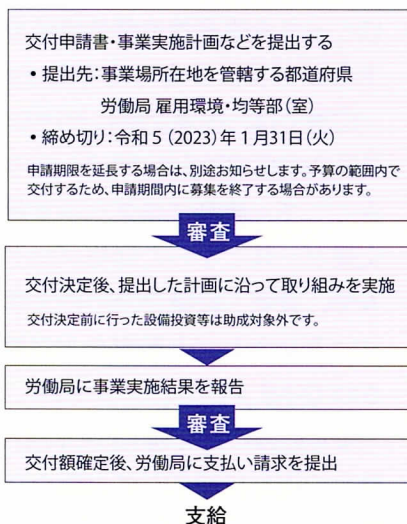 交付申請書・事業実施計画などを提出する
• 提出先:事業場所在地を管轄する都道府県
労働局 雇用環境・均等部(室)
• 締め切り:令和5(2023)年1月31日(火)
申請期限を延長する場合は、別途お知らせします。予算の範囲内で
交付するため、申請期間内に募集を終了する場合があります。
審査
交付決定後、提出した計画に沿って取り組みを実施
交付決定前に行った設備投資等は助成対象外です。
労働局に事業実施結果を報告
審査
交付額確定後、労働局に支払い請求を提出
支給